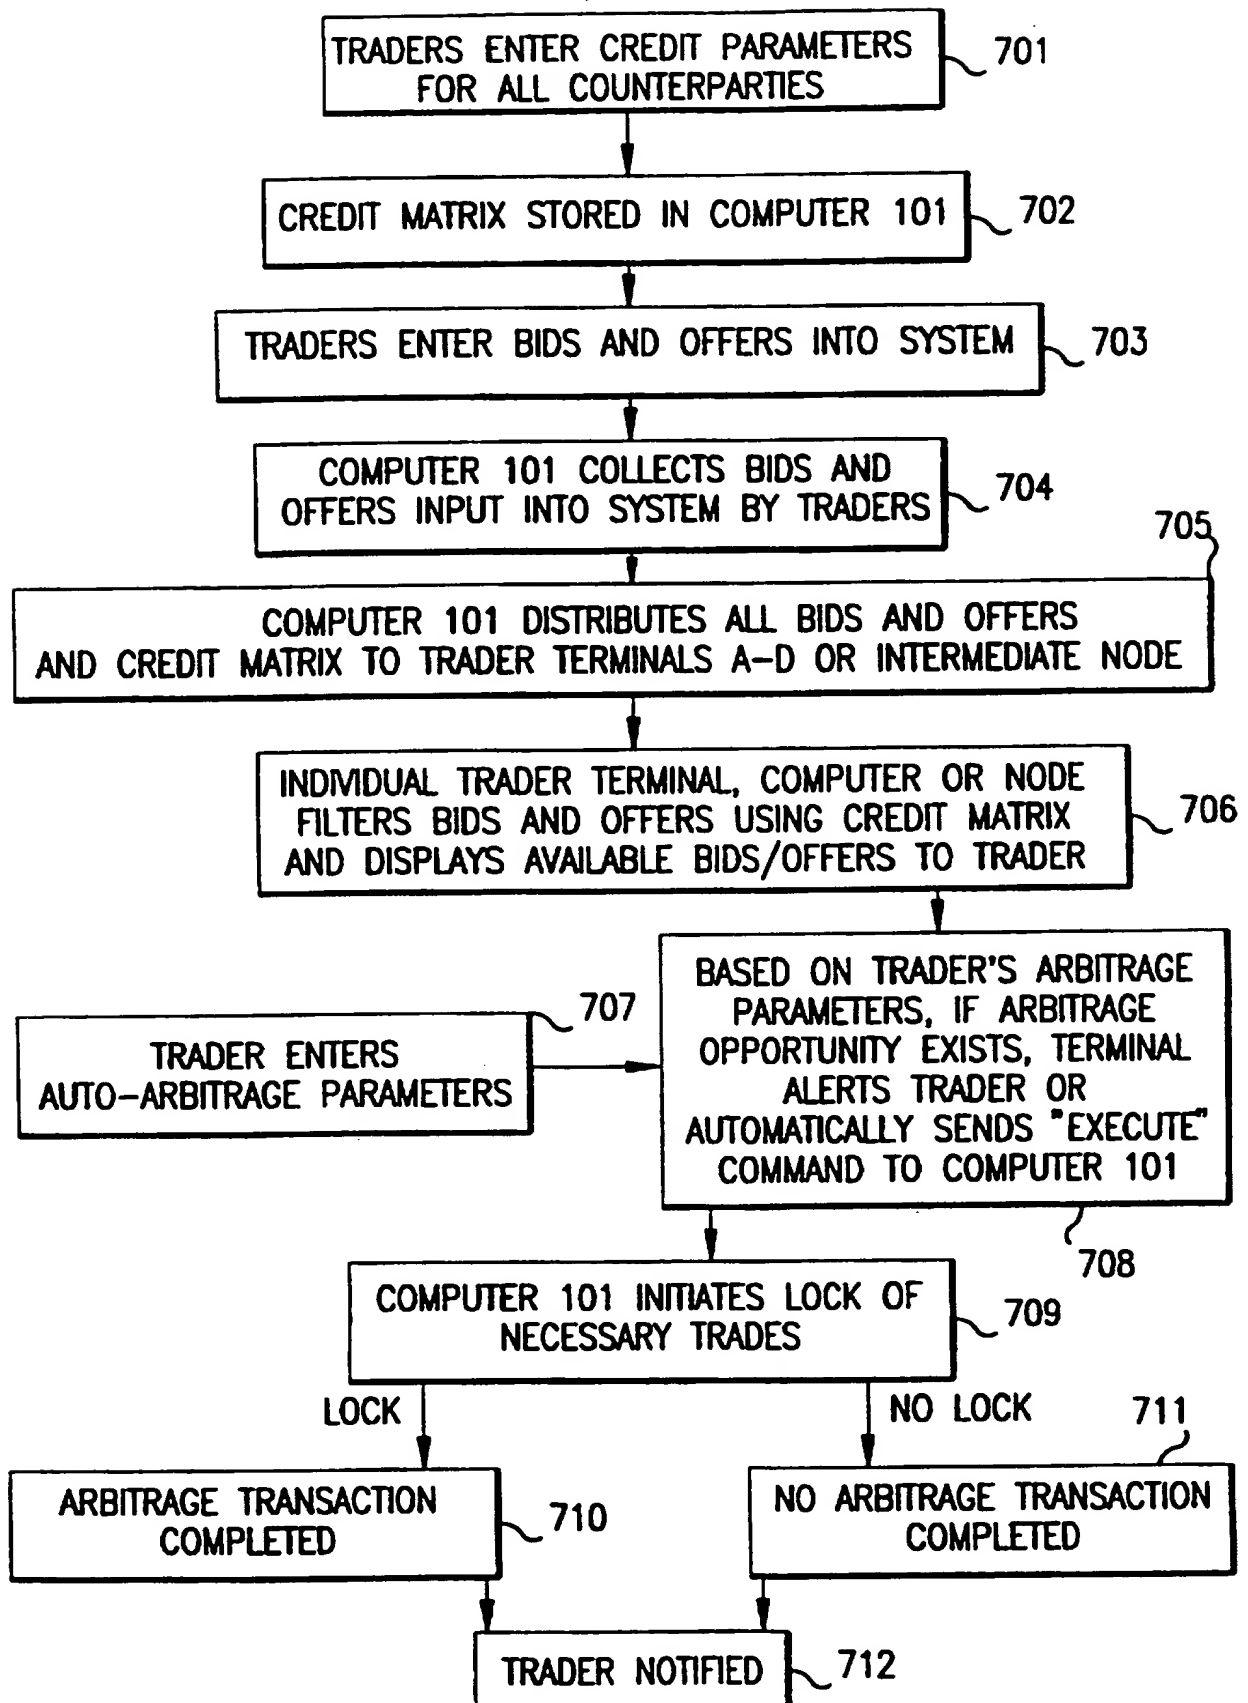 TRADERS ENTER CREDIT PARAMETERS
FOR ALL COUNTERPARTIES
701
CREDIT MATRIX STORED IN COMPUTER 101
702
TRADERS ENTER BIDS AND OFFERS INTO SYSTEM
703
COMPUTER 101 COLLECTS BIDS AND
OFFERS INPUT INTO SYSTEM BY TRADERS
704
705
COMPUTER 101 DISTRIBUTES ALL BIDS AND OFFERS
AND CREDIT MATRIX TO TRADER TERMINALS A-D OR INTERMEDIATE NODE
INDIVIDUAL TRADER TERMINAL, COMPUTER OR NODE
FILTERS BIDS AND OFFERS USING CREDIT MATRIX
AND DISPLAYS AVAILABLE BIDS/OFFERS TO TRADER
706
707
TRADER ENTERS
AUTO-ARBITRAGE PARAMETERS
BASED ON TRADER'S ARBITRAGE
PARAMETERS, IF ARBITRAGE
OPPORTUNITY EXISTS, TERMINAL
ALERTS TRADER OR
AUTOMATICALLY SENDS "EXECUTE"
COMMAND TO COMPUTER 101
708
COMPUTER 101 INITIATES LOCK OF
NECESSARY TRADES
709
LOCK
NO LOCK
711
ARBITRAGE TRANSACTION
COMPLETED
710
NO ARBITRAGE TRANSACTION
COMPLETED
TRADER NOTIFIED
712